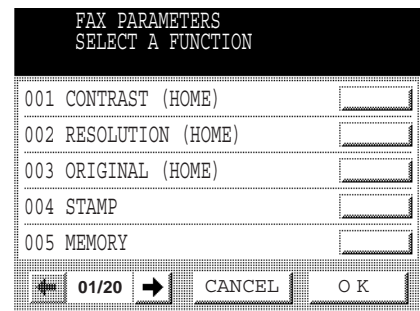 FAX PARAMETERS
SELECT A FUNCTION
001 CONTRAST (HOME)
002 RESOLUTION (HOME)
003 ORIGINAL (HOME)
004 STAMP
005 MEMORY
01/20 CANCEL OK